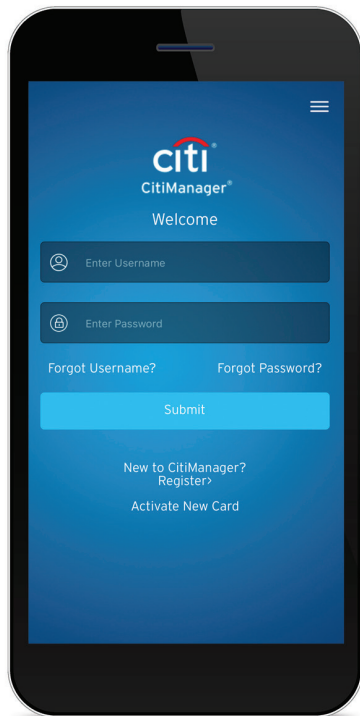 citi®
CitiManager®
Welcome
Enter Username
Enter Password
Forgot Username? Forgot Password?
Submit
New to CitiManager?
Register>
Activate New Card